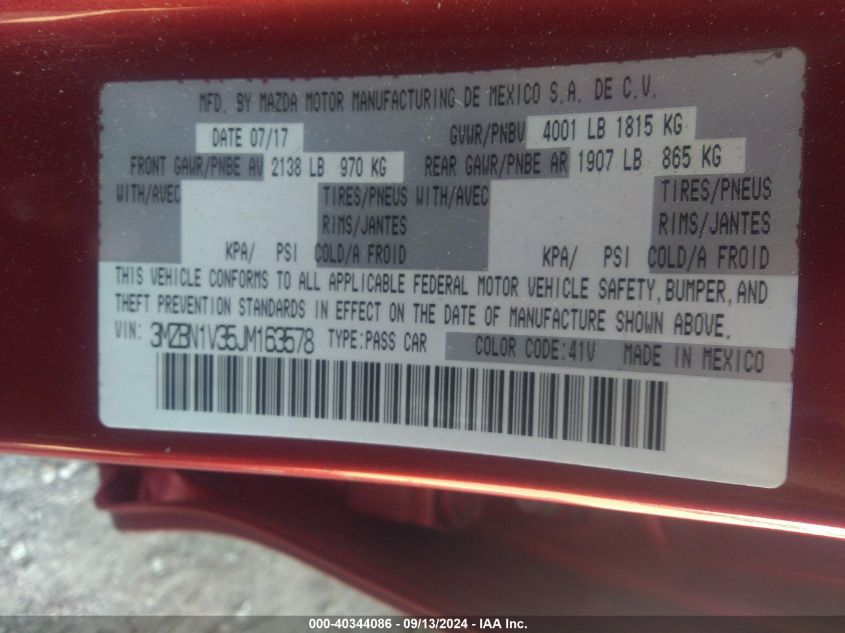 MFD. BY MAZDA MOTOR MANUFACTURING DE MEXICO S.A. DE C.V.
DATE 07/17 GVWR/PNBV 4001 LB 1815 KG
FRONT GAWR/PNBE AV 2138 LB 970 KG REAR GAWR/PNBE AR 1907 LB 865 KG
WITH/AVEC TIRES/PNEUS WITH/AVEC TIRES/PNEUS
RIMS/JANTES RIMS/JANTES
KPA/ PSI COLD/A FROID KPA/ PSI COLD/A FROID
THIS VEHICLE CONFORMS TO ALL APPLICABLE FEDERAL MOTOR VEHICLE SAFETY, BUMPER, AND
THEFT PREVENTION STANDARDS IN EFFECT ON THE DATE OF MANUFACTURE SHOWN ABOVE.
VIN: 3MZBN1V35JM163578 TYPE:PASS CAR COLOR CODE:41V MADE IN MEXICO
000-40344086 - 09/13/2024 - IAA Inc.